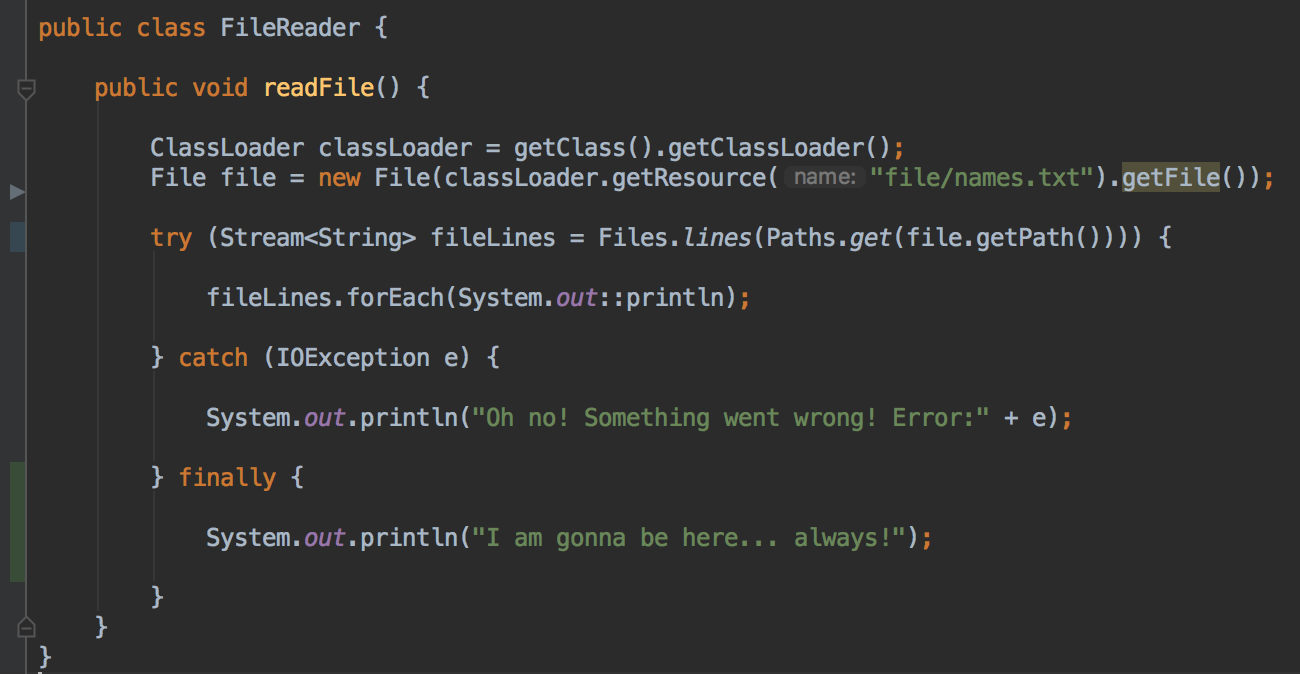 public class FileReader {
public void readFile() {
ClassLoader classLoader = getClass().getClassLoader();
File file = new File(classLoader.getResource( name: "file/names.txt").getFile());
try (Stream<String> fileLines = Files.lines(Paths.get(file.getPath()))) {
fileLines.forEach(System.out::println);
} catch (IOException e) {
System.out.println("Oh no! Something went wrong! Error:" + e);
} finally {
System.out.println("I am gonna be here... always!");
}
}
}